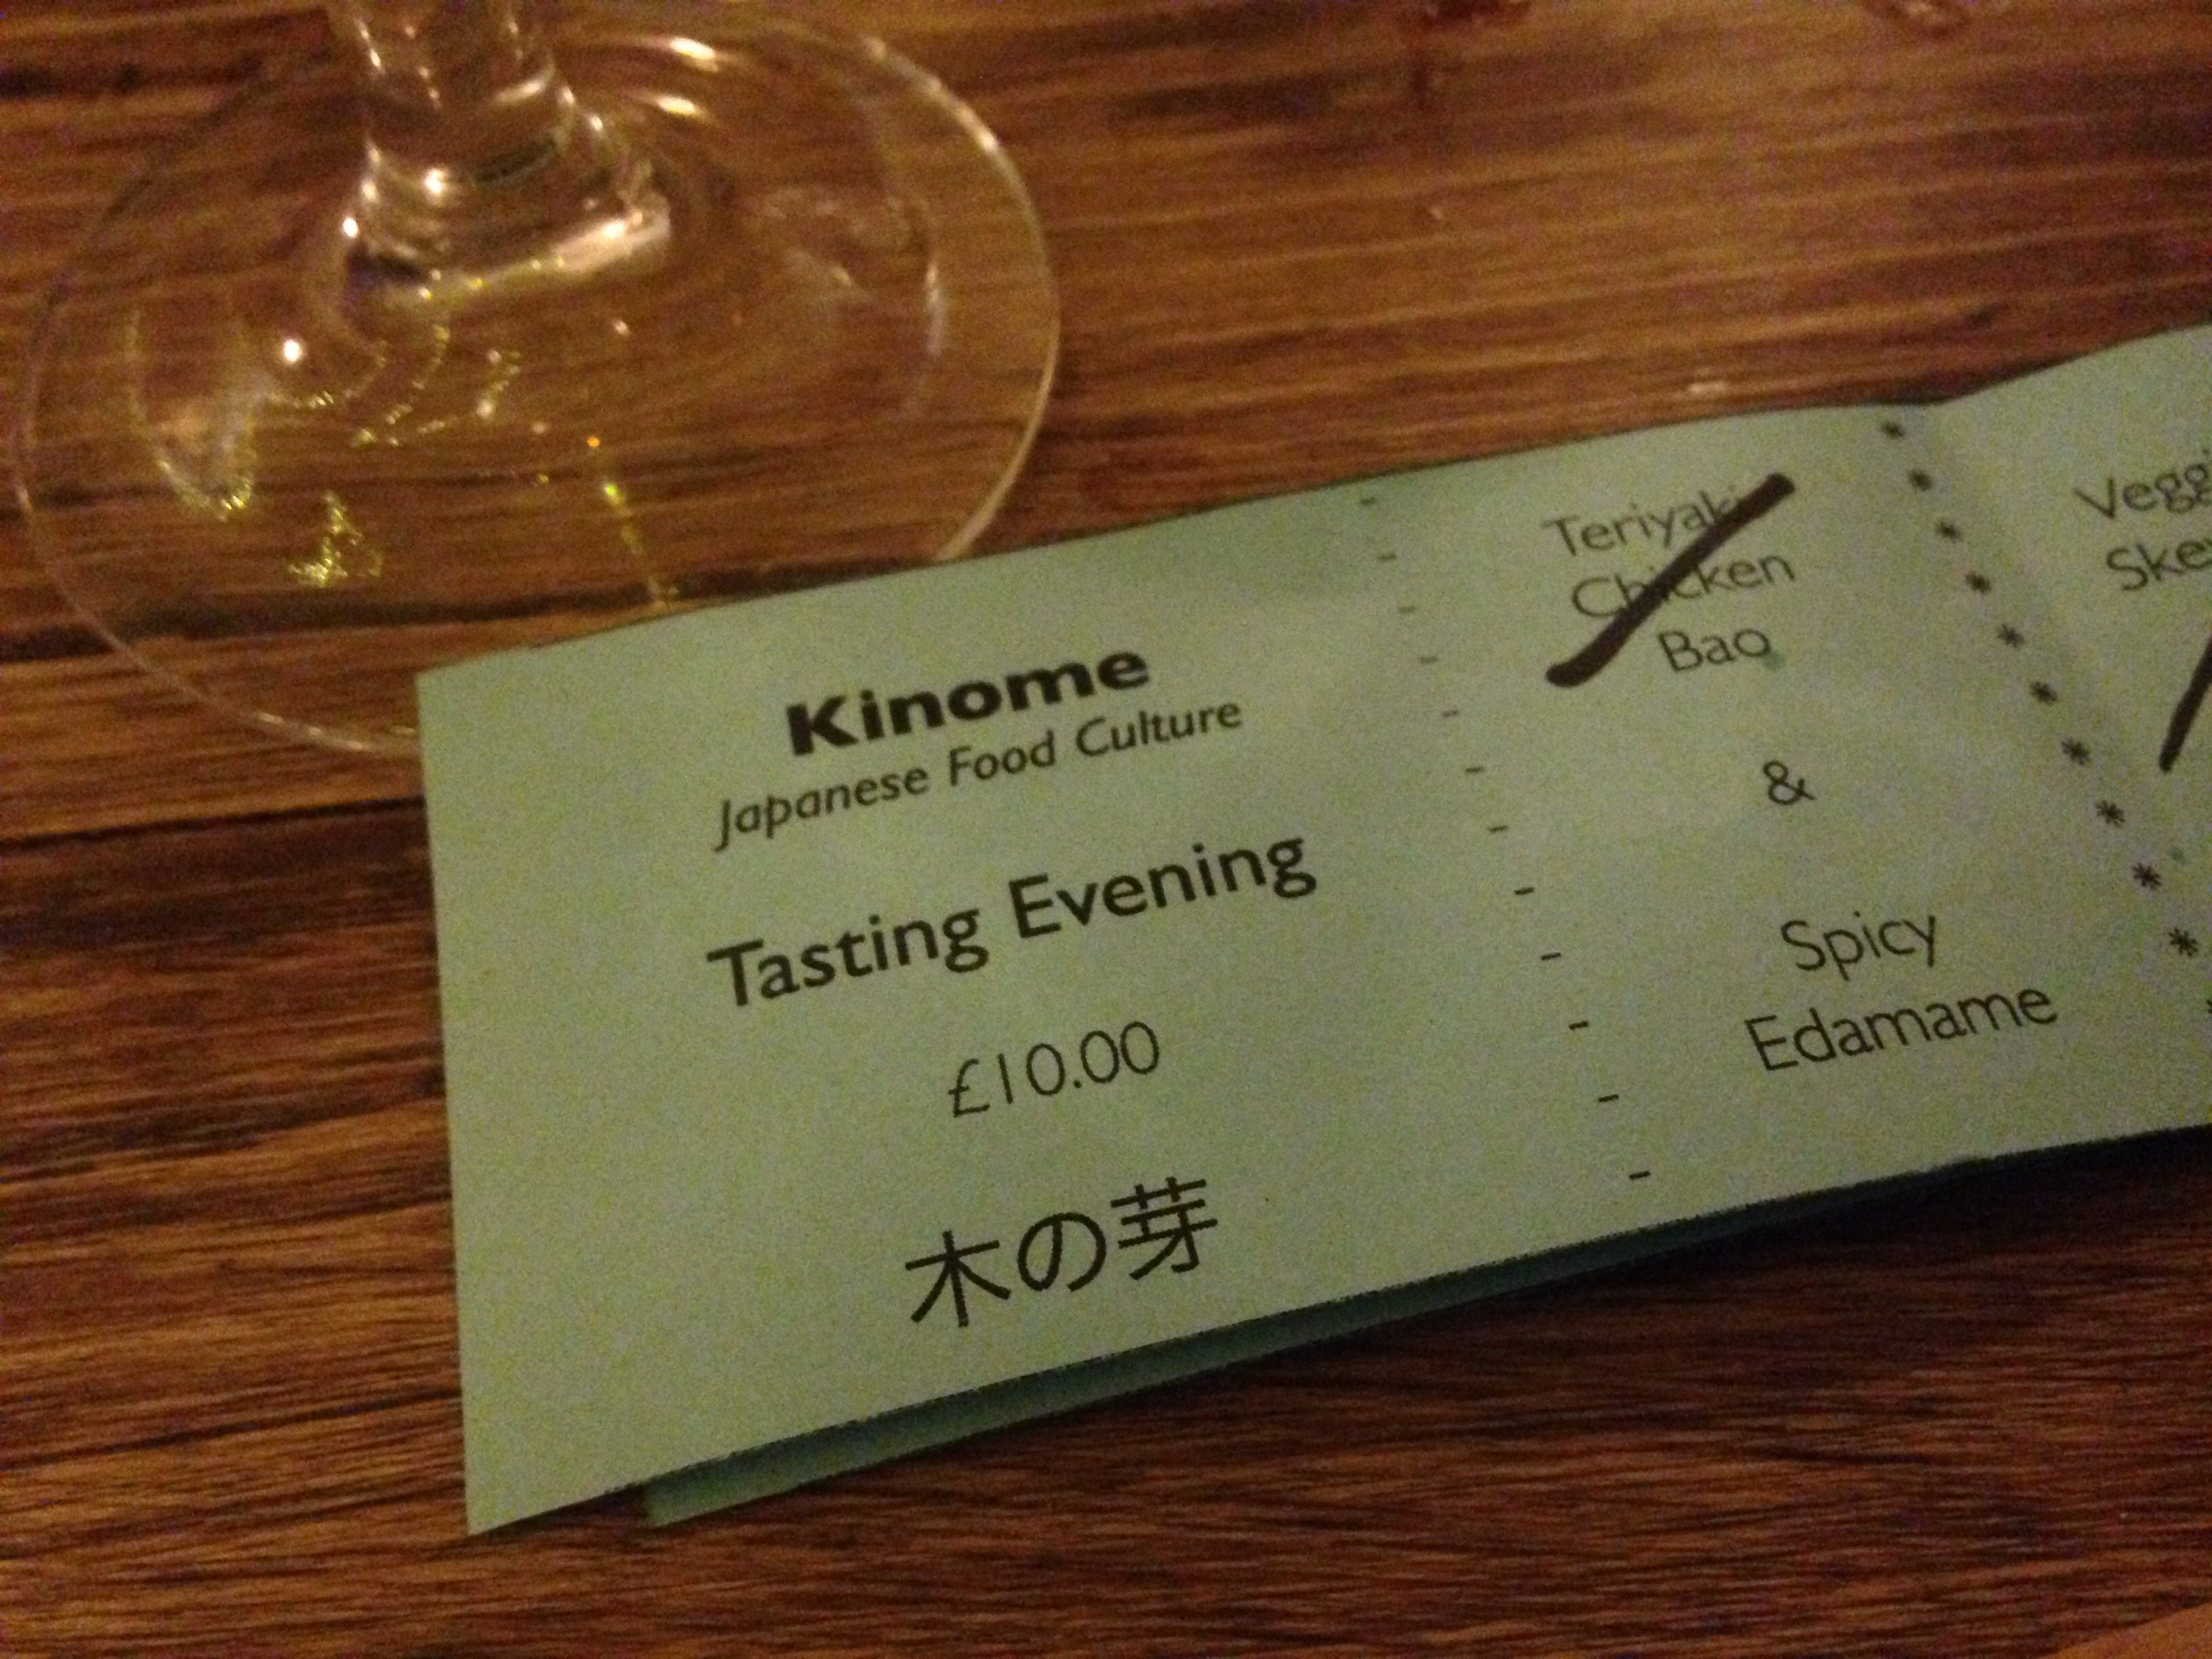 Kinome
Japanese Food Culture
Tasting Evening
£10.00
木の芽
Teriyaki
Chicken
Bao
&
Spicy
Edamame